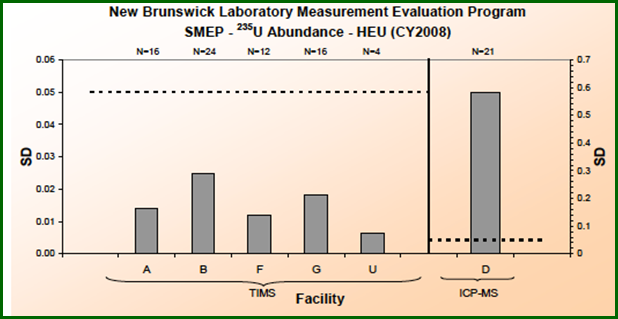 New Brunswick Laboratory Measurement Evaluation Program
SMEP - ²³⁵U Abundance - HEU (CY2008)
N=16 N=24 N=12 N=16 N=4 N=21
0.06 0.7
0.05 0.6
0.04 0.5
0.03 0.4
0.02 0.3
0.01 0.2
0.00 0.1
0
SD SD
A B F G U D
TIMS ICP-MS
Facility